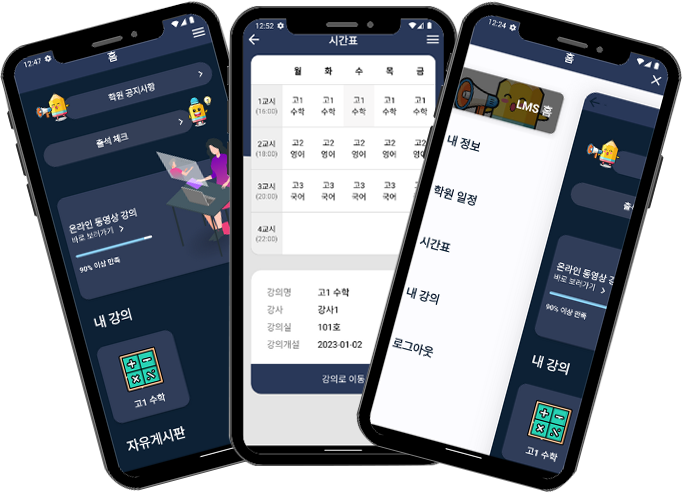 12:47
홈
학원 공지사항
출석 체크
온라인 동영상 강의
바로 보러가기
90% 이상 만족
내 강의
고1 수학
자유게시판
12:52
시간표
월 화 수 목 금
1교시 고1 고1 고1 고1 고1
(16:00) 수학 수학 수학 수학 수학
2교시 고2 고2 고2 고2 고2
(18:00) 영어 영어 영어 영어 영어
3교시 고3 고3 고3 고3
(20:00) 국어 국어 국어 국어
4교시
(22:00)
강의명 고1 수학
강사 강사1
강의실 101호
강의개설 2023-01-02
강의로 이동
12:24
홈
LMS 홈
내 정보
학원 일정
시간표
내 강의
로그아웃
온라인 동영상
바로 보러가기
90% 이상 만족
내 강의
고1 수학